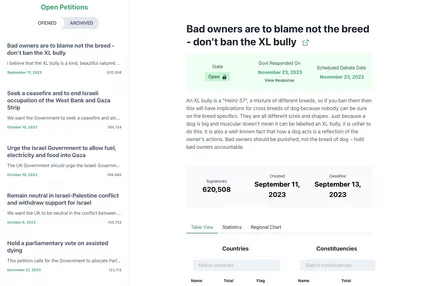 Open Petitions
OPENED ARCHIVED
Bad owners are to blame not the breed -
don't ban the XL bully
I believe that the XL bully is a kind, beautiful natured ...
September 11, 2023 620,508
Seek a ceasefire and to end Israeli
occupation of the West Bank and Gaza
Strip
We want the Government to seek a ceasefire and als...
October 10, 2023
Urge the Israel Government to allow fuel,
electricity and food into Gaza
The UK Government should urge the Israeli Governm...
October 10, 2023
Remain neutral in Israel-Palestine conflict
and withdraw support for Israel
We want the UK to be neutral in the conflict between ...
October 9, 2023
Hold a parliamentary vote on assisted
dying
This petition calls for the Government to allocate Parl...
December 21, 2023
Bad owners are to blame not the breed
- don't ban the XL bully
State
Open
Govt Responded On
November 23, 2023
View Response
Scheduled Debate Date
November 23, 2023
An XL bully is a "Heinz 57", a mixture of different breeds, so if you ban them
this will have implications for cross breeds of dog because nobody can be
sure on the breed specifics. They are all different sizes and shapes. Just because a
dog is big and muscular doesn't mean it can be labelled an XL bully, it is unfair to
do this. It is also a well-known fact that how a dog acts is a reflection of the
owner's actions. Bad owners should be punished, not the breed of dog – hold
bad owners accountable.
Signatures
620,508
Created
September 11,
2023
Deadline
September 13,
2023
Table View Statistics Regional Chart
Countries
Search countries
Name Total Flag
Constituencies
Search constituencies
Name Total